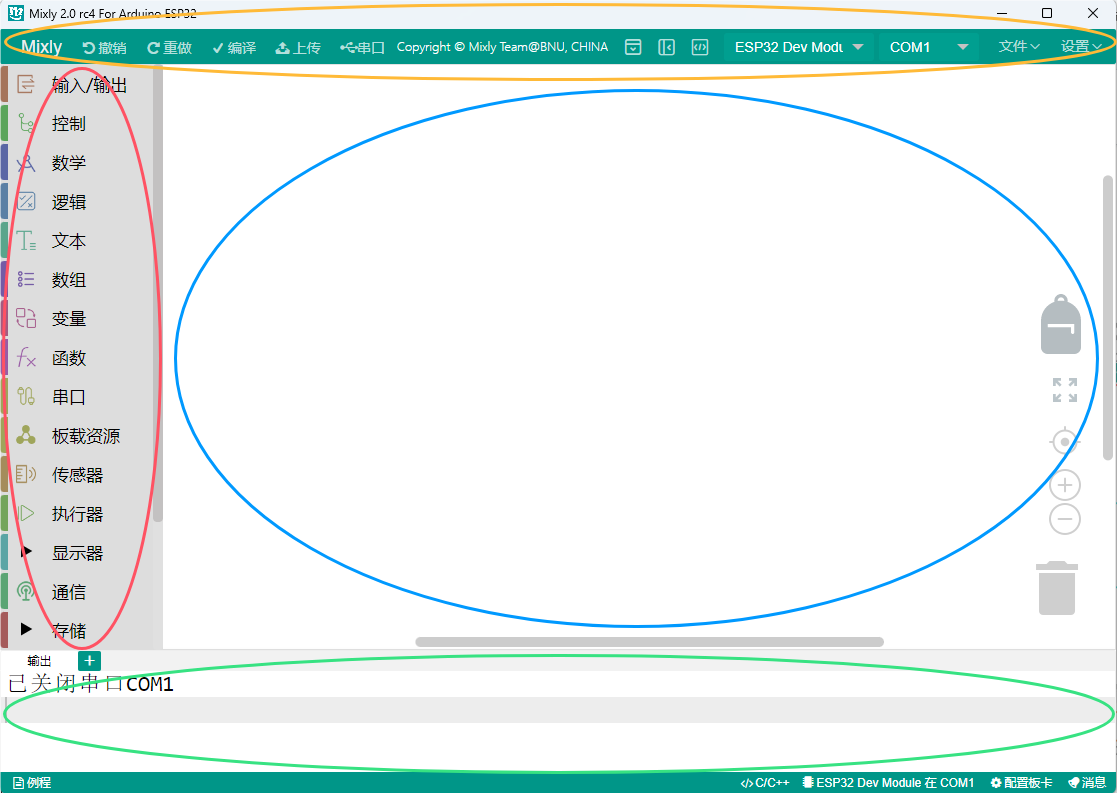 Mixly 2.0 rc4 For Arduino ESP32
Mixly 撤销 重做 编译 上传 串口 Copyright © Mixly Team@BNU, CHINA ESP32 Dev Modu COM1 文件 设置
输入/输出
控制
数学
逻辑
文本
数组
变量
函数
串口
板载资源
传感器
执行器
显示器
通信
存储
输出 +
已关闭串口COM1
例程 C/C++ ESP32 Dev Module 在 COM1 配置板卡 消息